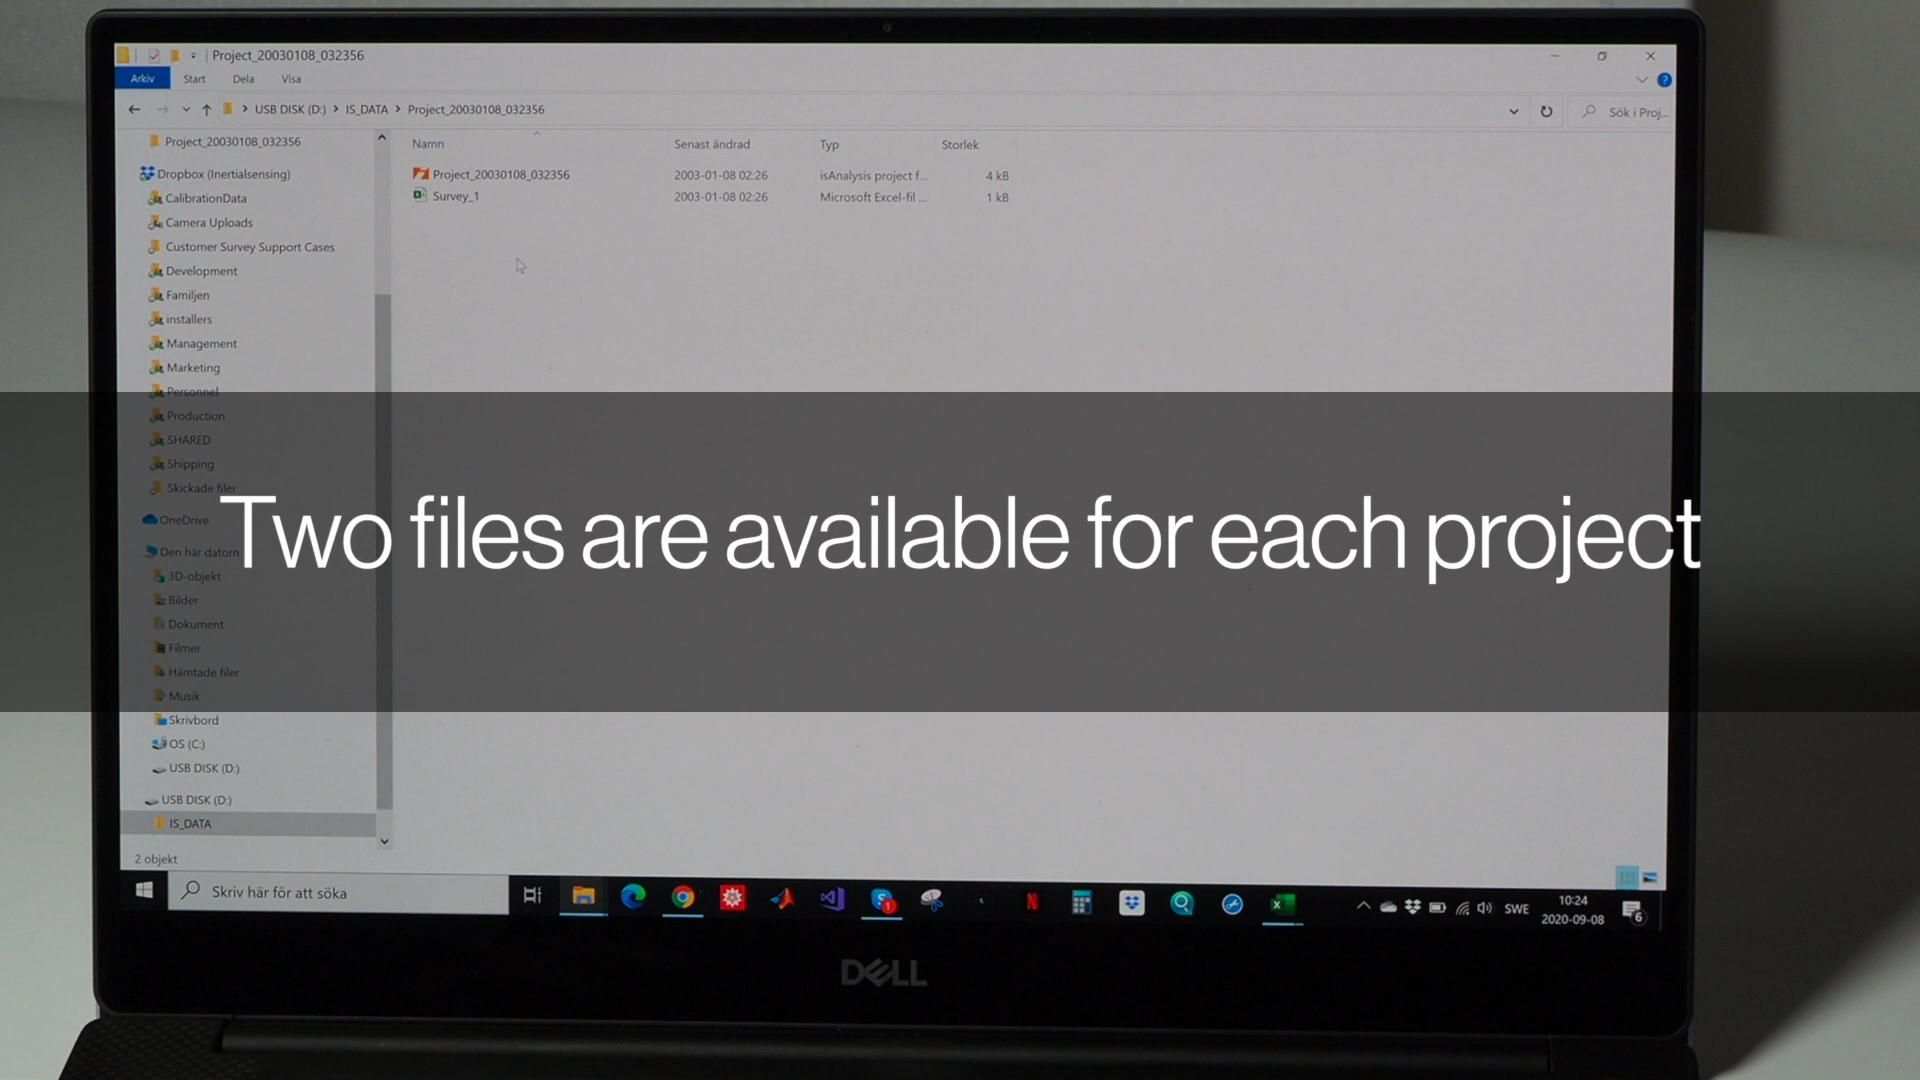 Project_20030108_032356
Arkiv Start Dela Visa
USB DISK (D:) > IS_DATA > Project_20030108_032356
Sök i Proj...
Project_20030108_032356
Dropbox (Inertialsensing)
CalibrationData
Camera Uploads
Customer Survey Support Cases
Development
Familjen
installers
Management
Marketing
Personnel
Production
SHARED
Shipping
Skickade filer
OneDrive
Den här datorn
3D-objekt
Bilder
Dokument
Filmer
Hämtade filer
Musik
Skrivbord
OS (C:)
USB DISK (D:)
USB DISK (D:)
IS_DATA
2 objekt
Namn Senast ändrad Typ Storlek
Project_20030108_032356 2003-01-08 02:26 isAnalysis project f... 4 kB
Survey_1 2003-01-08 02:26 Microsoft Excel-fil ... 1 kB
Two files are available for each project
Skriv här för att söka
SWE
10:24
2020-09-08
6
DELL